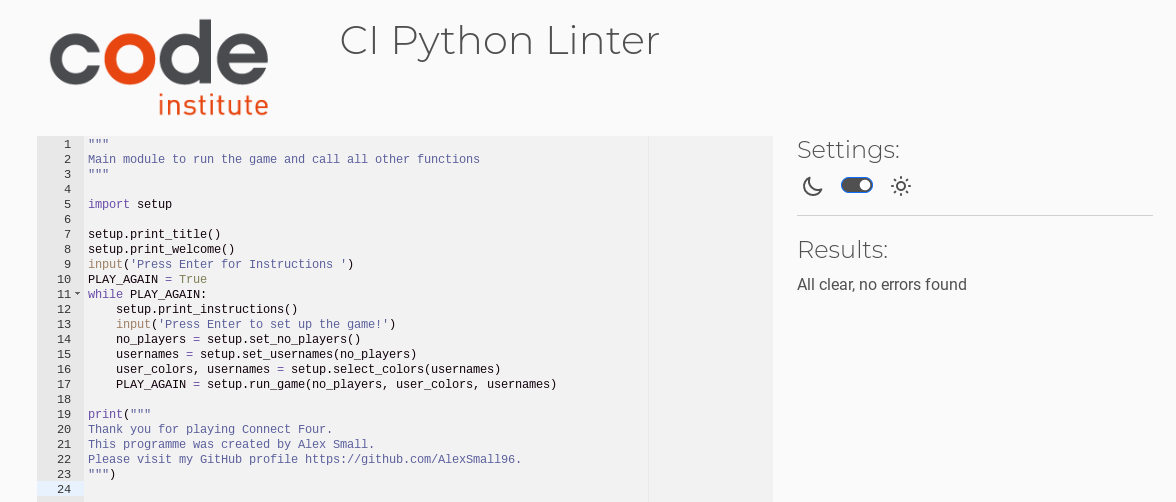 code
institute
CI Python Linter
1 """
2 Main module to run the game and call all other functions
3 """
4
5 import setup
6
7 setup.print_title()
8 setup.print_welcome()
9 input('Press Enter for Instructions ')
10 PLAY_AGAIN = True
11 while PLAY_AGAIN:
12     setup.print_instructions()
13     input('Press Enter to set up the game!')
14     no_players = setup.set_no_players()
15     usernames = setup.set_usernames(no_players)
16     user_colors, usernames = setup.select_colors(usernames)
17     PLAY_AGAIN = setup.run_game(no_players, user_colors, usernames)
18
19 print("""
20 Thank you for playing Connect Four.
21 This programme was created by Alex Small.
22 Please visit my GitHub profile https://github.com/AlexSmall96.
23 """)
24
Settings:
Results:
All clear, no errors found